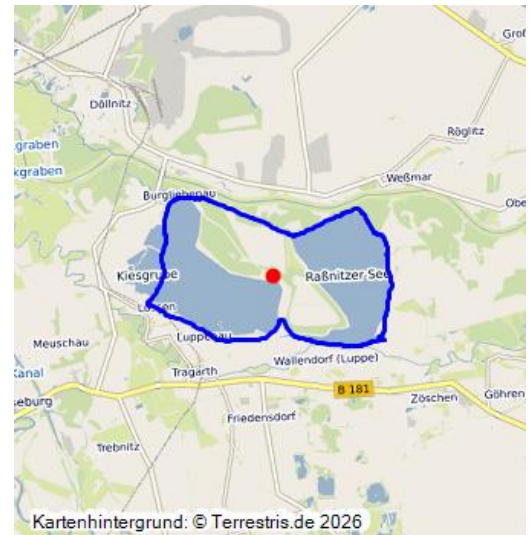 Groß
Döllnitz
Röglitz
graben
kgraben
Weßmar
Burgliebenau
Obe
Kiesgrube
Raßnitzer See
Lössen
Meuschau
Luppenau
Wallendorf (Luppe)
Kanal
Tragarth
B 181
Göhren
seburg
Zöschen
Friedensdorf
Trebnitz
Kartenhintergrund: © Terrestris.de 2026